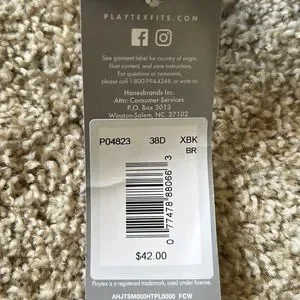 PLAYTEXFITS.COM
See garment label for country of origin,
fiber content, and care instructions.
For questions or comments,
please call 1-800-994-4348, or write to:
Hanesbrands Inc.
Attn: Consumer Services
P.O. Box 3013
Winston-Salem, NC 27102
P04823 38D XBK
BR
0 77478 88066 3
$42.00
Playtex is a registered trademark, used under license.
AHJTSM000HTPL0000 FCW